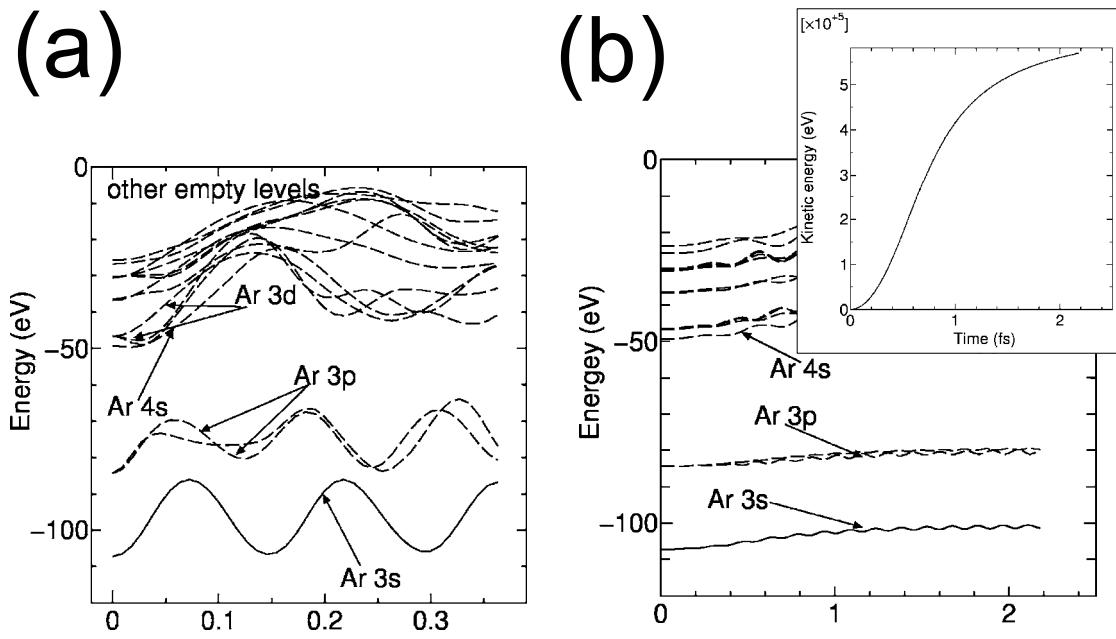 (a)
0
−50
−100
Energy (eV)
other empty levels
Ar 3d
Ar 4s
Ar 3p
Ar 3s
0 0.1 0.2 0.3
(b)
0
−50
−100
Energey (eV)
Ar 4s
Ar 3p
Ar 3s
0 1 2
[×10+5]
5
4
3
2
1
0
Kinetic energy (eV)
0 1 2
Time (fs)